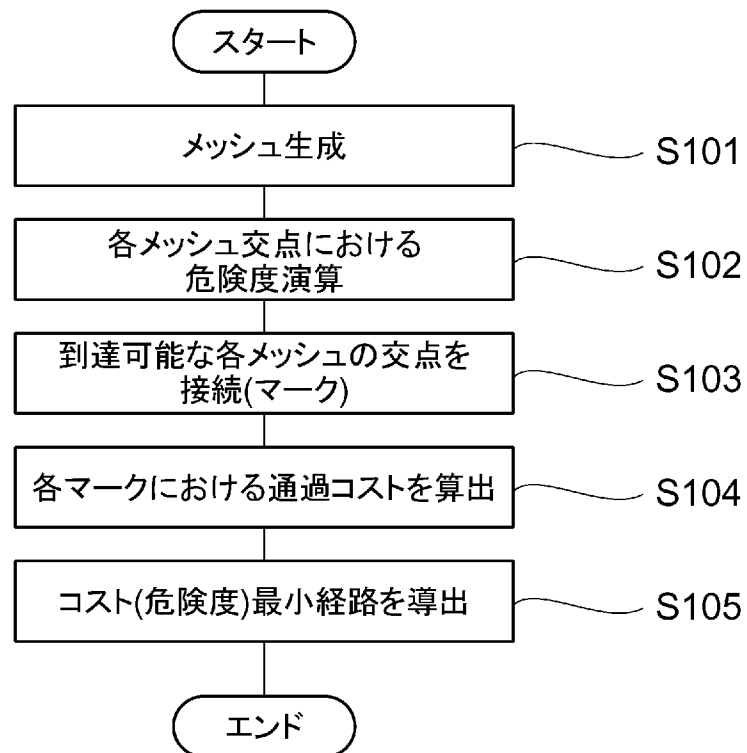 スタート
メッシュ生成
S101
各メッシュ交点における
危険度演算
S102
到達可能な各メッシュの交点を
接続(マーク)
S103
各マークにおける通過コストを算出
S104
コスト(危険度)最小経路を導出
S105
エンド